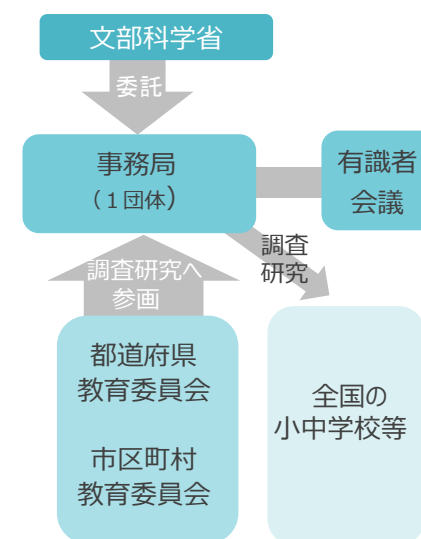 文部科学省
委託
事務局
（１団体）
有識者
会議
調査
研究
調査研究へ
参画
都道府県
教育委員会
市区町村
教育委員会
全国の
小中学校等